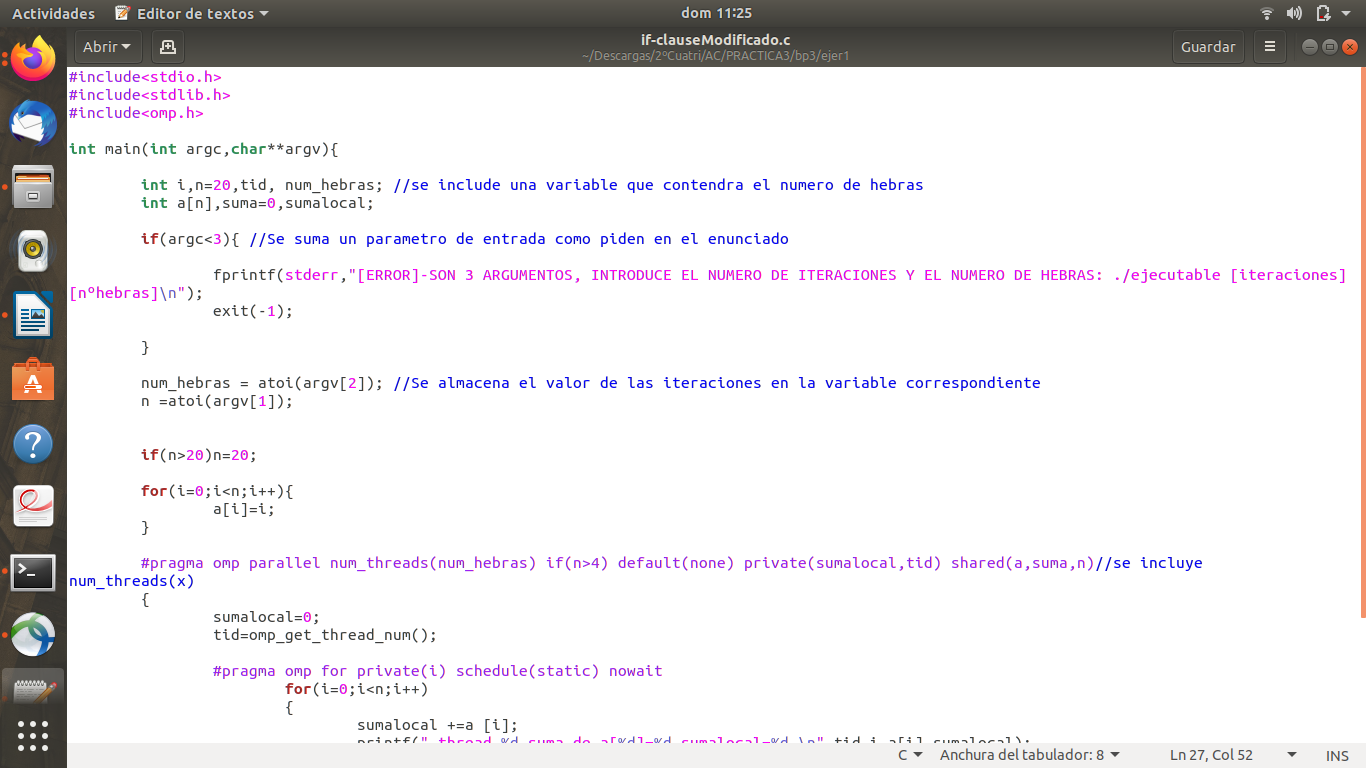 Actividades
Editor de textos
dom 11:25
Abrir
if-clauseModificado.c
~/Descargas/2ºCuatri/AC/PRACTICA3/bp3/ejer1
Guardar
#include<stdio.h>
#include<stdlib.h>
#include<omp.h>
int main(int argc,char**argv){
int i,n=20,tid, num_hebras; //se include una variable que contendra el numero de hebras
int a[n],suma=0,sumalocal;
if(argc<3){ //Se suma un parametro de entrada como piden en el enunciado
fprintf(stderr,"[ERROR]-SON 3 ARGUMENTOS, INTRODUCE EL NUMERO DE ITERACIONES Y EL NUMERO DE HEBRAS: ./ejecutable [iteraciones]
[nºhebras]\n");
exit(-1);
}
num_hebras = atoi(argv[2]); //Se almacena el valor de las iteraciones en la variable correspondiente
n =atoi(argv[1]);
if(n>20)n=20;
for(i=0;i<n;i++){
a[i]=i;
}
#pragma omp parallel num_threads(num_hebras) if(n>4) default(none) private(sumalocal,tid) shared(a,suma,n)//se incluye
num_threads(x)
{
sumalocal=0;
tid=omp_get_thread_num();
#pragma omp for private(i) schedule(static) nowait
for(i=0;i<n;i++)
{
sumalocal +=a [i];
printf(" thread %d suma de a[%d]=%d sumalocal=%d \n",tid,i,a[i],sumalocal);
C
Anchura del tabulador: 8
Ln 27, Col 52
INS